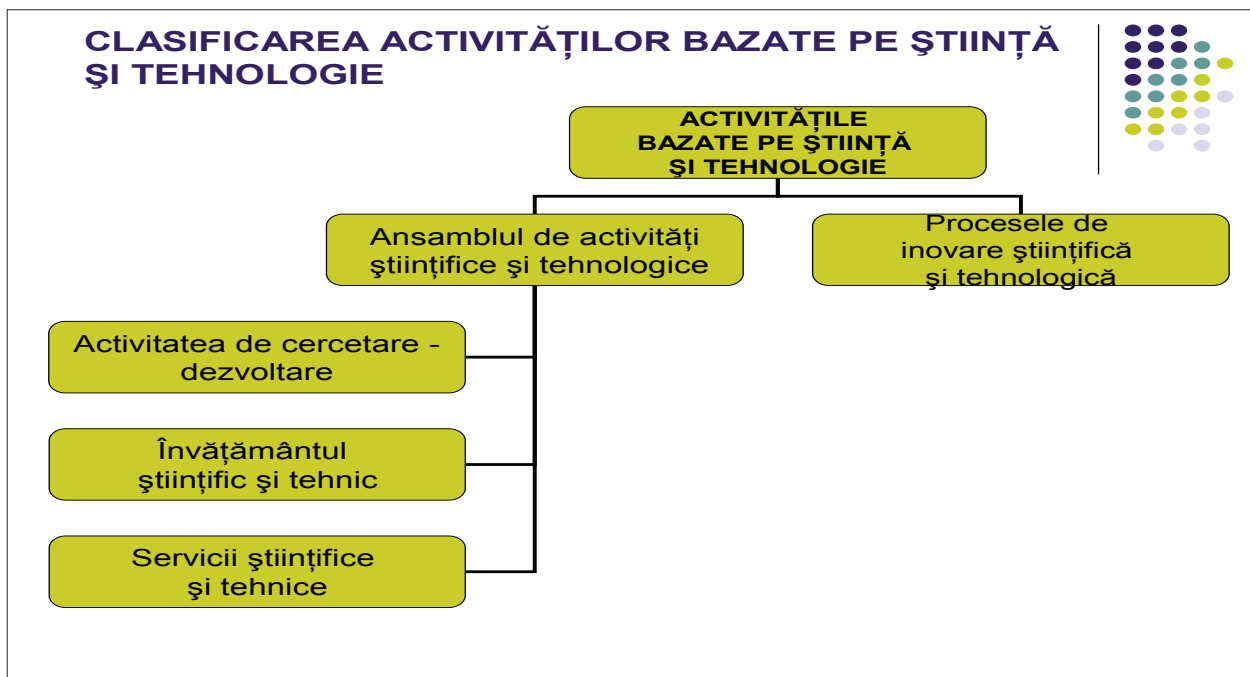 CLASIFICAREA ACTIVITĂŢILOR BAZATE PE ŞTIINŢĂ
ŞI TEHNOLOGIE
ACTIVITĂŢILE
BAZATE PE ŞTIINŢĂ
ŞI TEHNOLOGIE
Ansamblul de activităţi
ştiinţifice şi tehnologice
Procesele de
inovare ştiinţifică
şi tehnologică
Activitatea de cercetare -
dezvoltare
Învăţământul
ştiinţific şi tehnic
Servicii ştiinţifice
şi tehnice